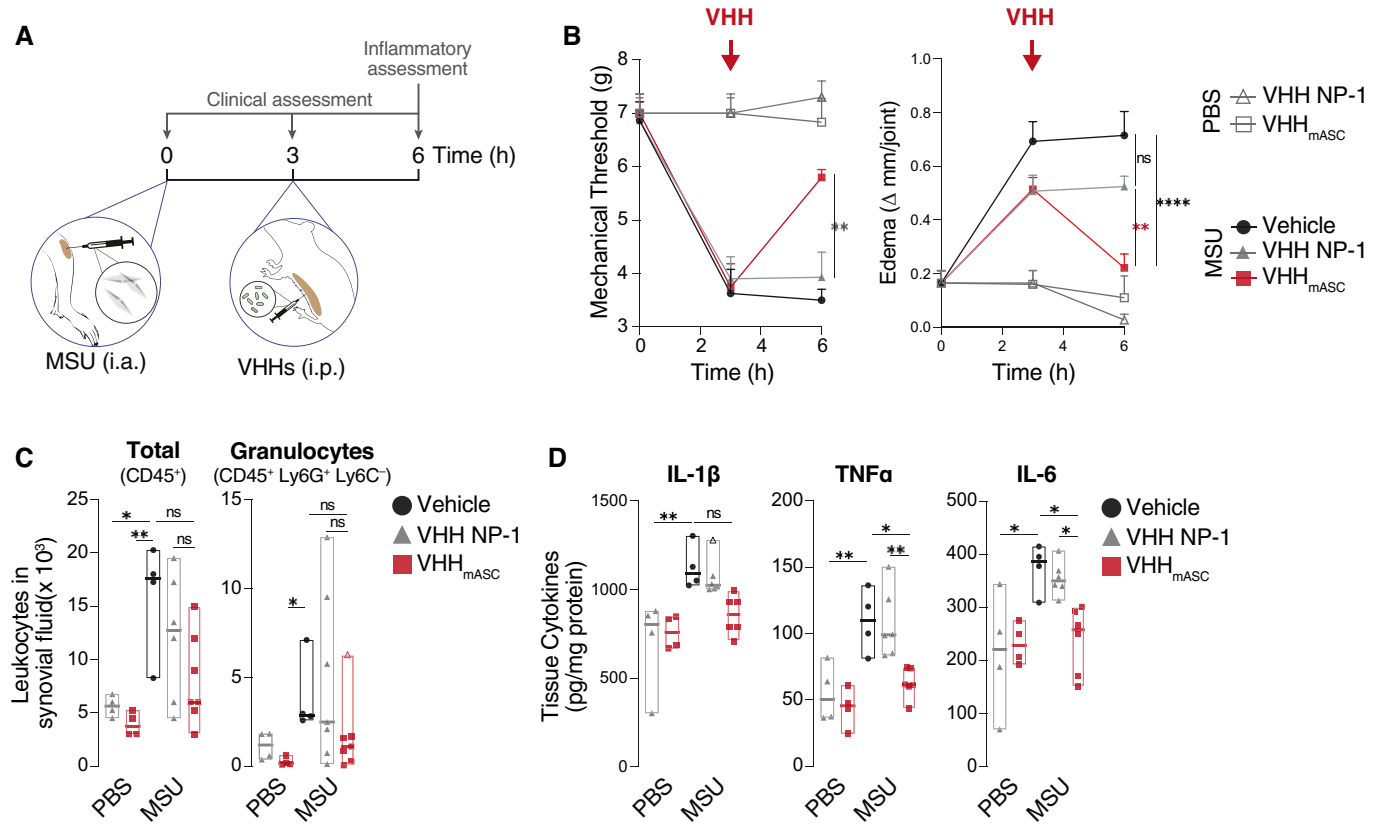 A
Inflammatory
assessment
Clinical assessment
0
3
6
Time (h)
MSU (i.a.)
VHHs (i.p.)
B
VHH
Mechanical Threshold (g)
8
7
6
5
4
3
0
2
4
6
Time (h)
**
VHH
Edema (Δ mm/joint)
1.0
0.8
0.6
0.4
0.2
0.0
0
2
4
6
Time (h)
ns
**
****
PBS
VHH NP-1
VHHmASC
MSU
Vehicle
VHH NP-1
VHHmASC
C
Total
(CD45+)
Leukocytes in
synovial fluid(x 10³)
25
20
15
10
5
0
*
**
ns
ns
PBS
MSU
Granulocytes
(CD45+ Ly6G+ Ly6C–)
15
10
5
0
*
ns
ns
PBS
MSU
Vehicle
VHH NP-1
VHHmASC
D
IL-1β
Tissue Cytokines
(pg/mg protein)
1500
1000
500
0
**
ns
PBS
MSU
TNFα
200
150
100
50
0
**
*
**
PBS
MSU
IL-6
500
400
300
200
100
0
*
*
*
PBS
MSU
Vehicle
VHH NP-1
VHHmASC